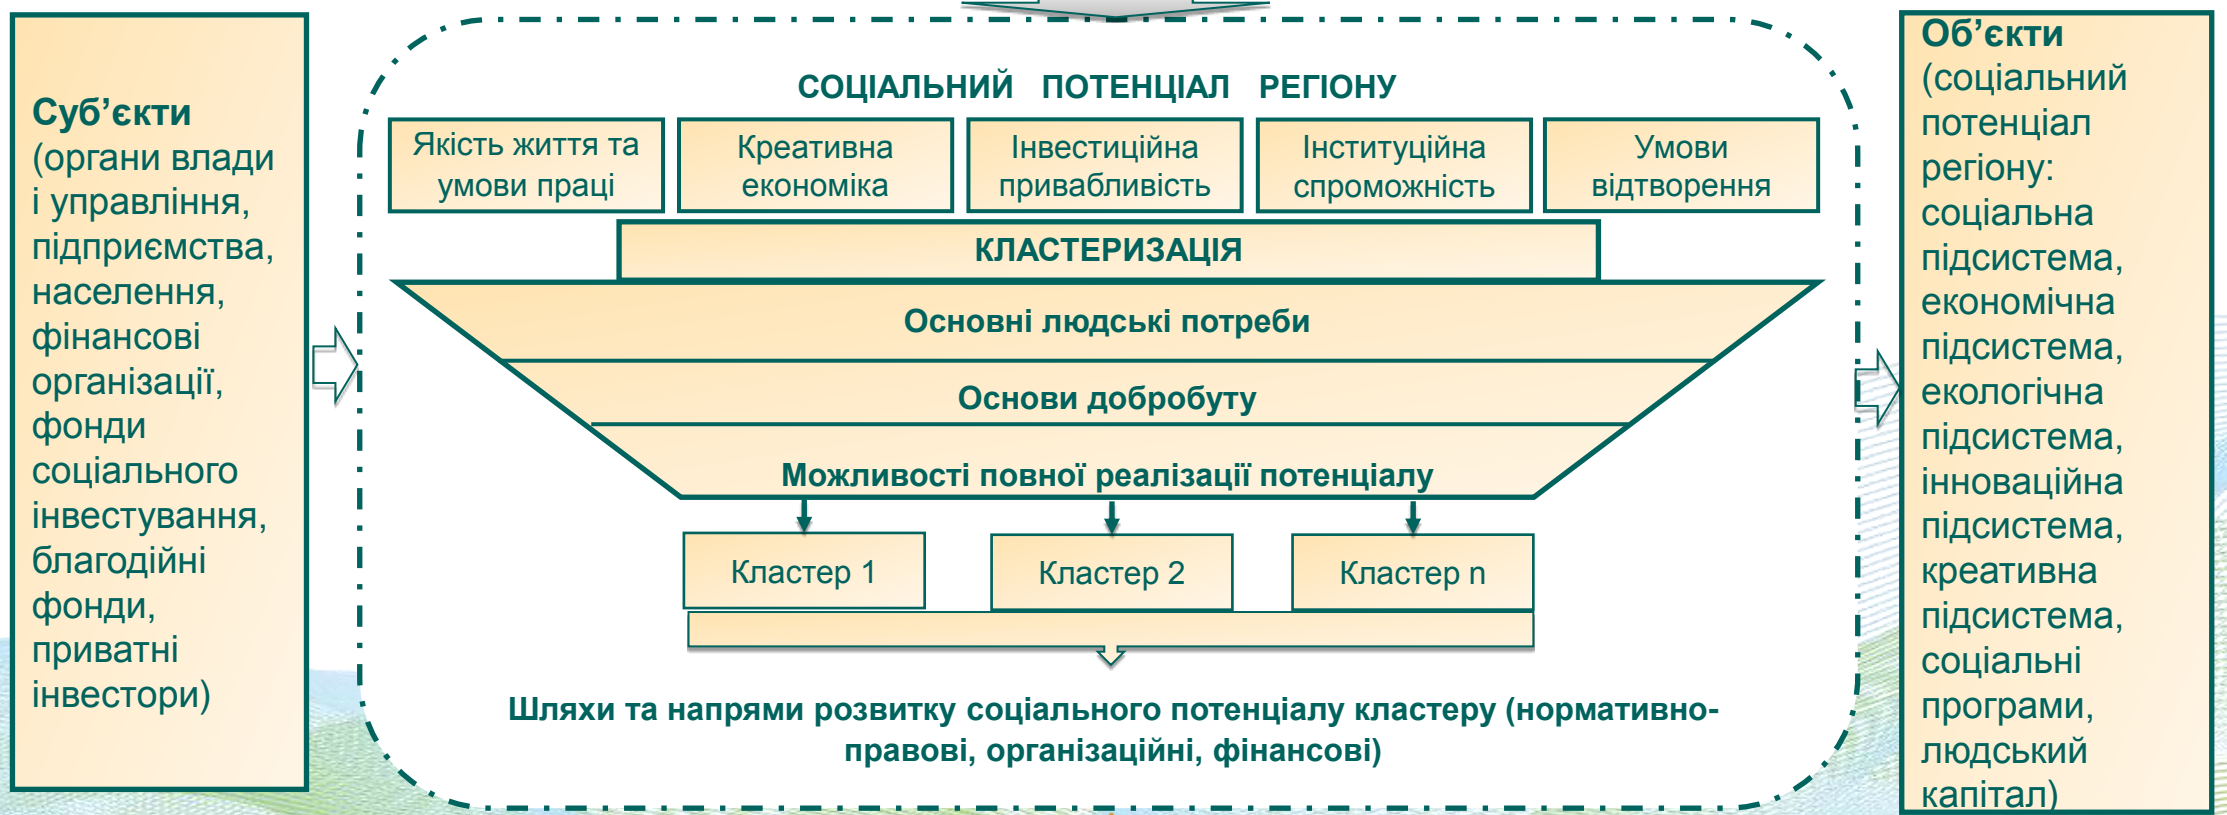 Суб’єкти
(органи влади
і управління,
підприємства,
населення,
фінансові
організації,
фонди
соціального
інвестування,
благодійні
фонди,
приватні
інвестори)
СОЦІАЛЬНИЙ ПОТЕНЦІАЛ РЕГІОНУ
Якість життя та
умови праці
Креативна
економіка
Інвестиційна
привабливість
Інституційна
спроможність
Умови
відтворення
КЛАСТЕРИЗАЦІЯ
Основні людські потреби
Основи добробуту
Можливості повної реалізації потенціалу
Кластер 1
Кластер 2
Кластер n
Шляхи та напрями розвитку соціального потенціалу кластеру (нормативно-
правові, організаційні, фінансові)
Об’єкти
(соціальний
потенціал
регіону:
соціальна
підсистема,
економічна
підсистема,
екологічна
підсистема,
інноваційна
підсистема,
креативна
підсистема,
соціальні
програми,
людський
капітал)